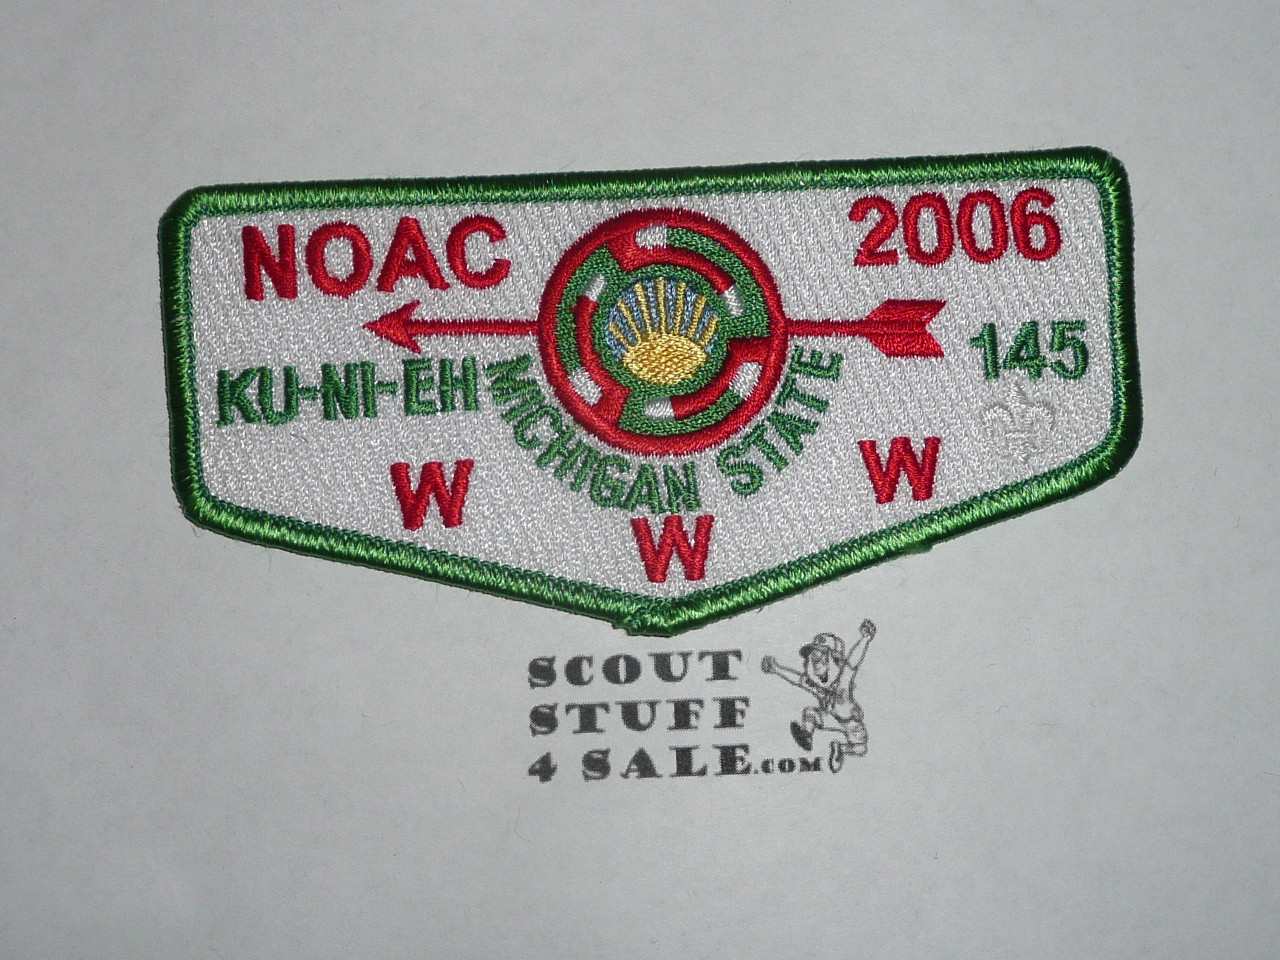 NOAC 2006
KU-NI-EH 145
MICHIGAN STATE
W W W
SCOUT
STUFF
4 SALE.COM